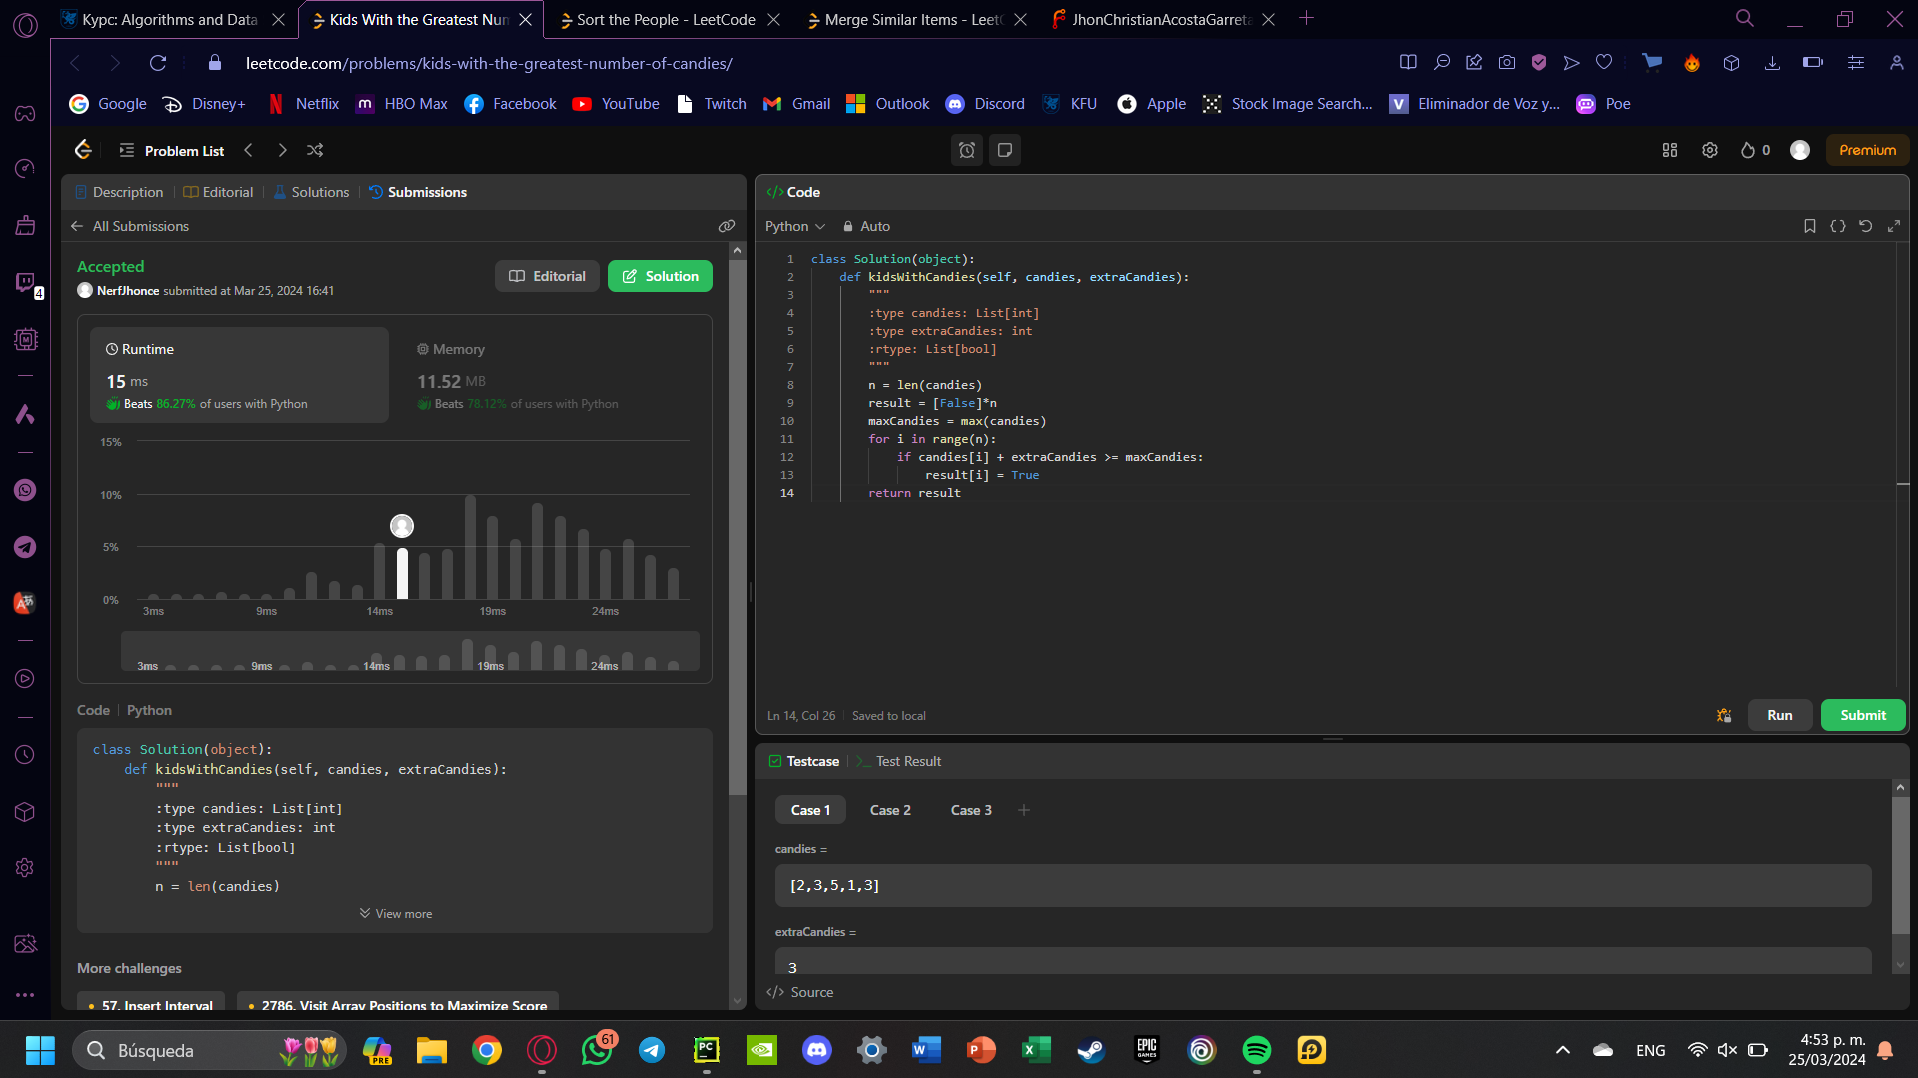 Курс: Algorithms and Data
Kids With the Greatest Num
Sort the People - LeetCode
Merge Similar Items - Leet
JhonChristianAcostaGarreta
leetcode.com/problems/kids-with-the-greatest-number-of-candies/
Google
Disney+
Netflix
HBO Max
Facebook
YouTube
Twitch
Gmail
Outlook
Discord
KFU
Apple
Stock Image Search...
Eliminador de Voz y...
Poe
Problem List
0
Premium
Description
Editorial
Solutions
Submissions
All Submissions
Accepted
NerfJhonce submitted at Mar 25, 2024 16:41
Editorial
Solution
Runtime
15 ms
Beats 86.27% of users with Python
Memory
11.52 MB
Beats 78.12% of users with Python
15%
10%
5%
0%
3ms
9ms
14ms
19ms
24ms
3ms
9ms
14ms
19ms
24ms
Code
Python
class Solution(object):
def kidsWithCandies(self, candies, extraCandies):
"""
:type candies: List[int]
:type extraCandies: int
:rtype: List[bool]
"""
n = len(candies)
View more
More challenges
57. Insert Interval
2786. Visit Array Positions to Maximize Score
Code
Python
Auto
1 class Solution(object):
2 def kidsWithCandies(self, candies, extraCandies):
3 """
4 :type candies: List[int]
5 :type extraCandies: int
6 :rtype: List[bool]
7 """
8 n = len(candies)
9 result = [False]*n
10 maxCandies = max(candies)
11 for i in range(n):
12 if candies[i] + extraCandies >= maxCandies:
13 result[i] = True
14 return result
Ln 14, Col 26
Saved to local
Run
Submit
Testcase
Test Result
Case 1
Case 2
Case 3
candies =
[2,3,5,1,3]
extraCandies =
3
Source
4
Búsqueda
PRE
61
ENG
4:53 p. m.
25/03/2024